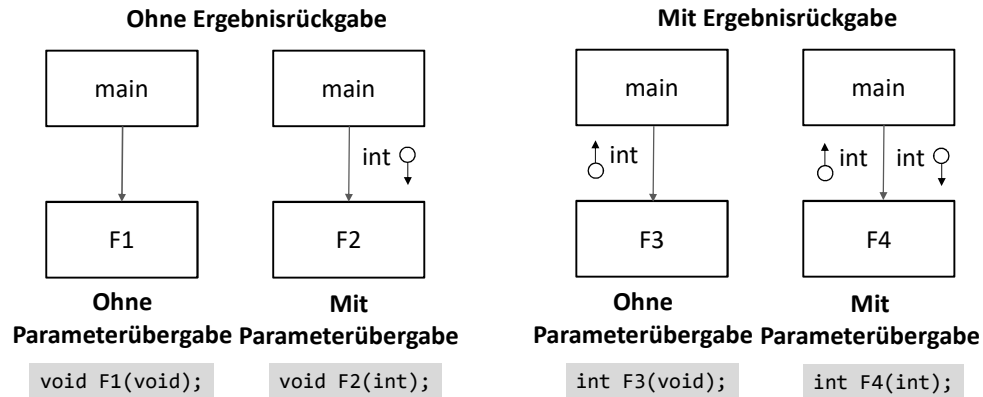 Ohne Ergebnisrückgabe
Mit Ergebnisrückgabe
main
main
main
main
int
int
int
int
F1
F2
F3
F4
Ohne
Parameterübergabe
Mit
Parameterübergabe
Ohne
Parameterübergabe
Mit
Parameterübergabe
void F1(void);
void F2(int);
int F3(void);
int F4(int);